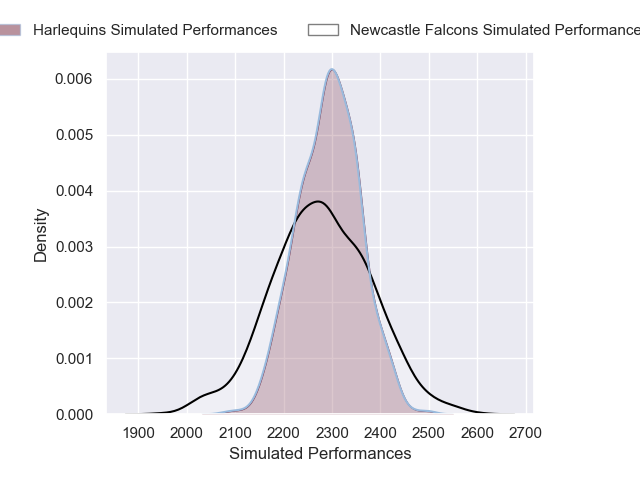 Harlequins Simulated Performances
Newcastle Falcons Simulated Performance
0.006
0.005
0.004
0.003
0.002
0.001
0.000
Density
1900 2000 2100 2200 2300 2400 2500 2600 2700
Simulated Performances